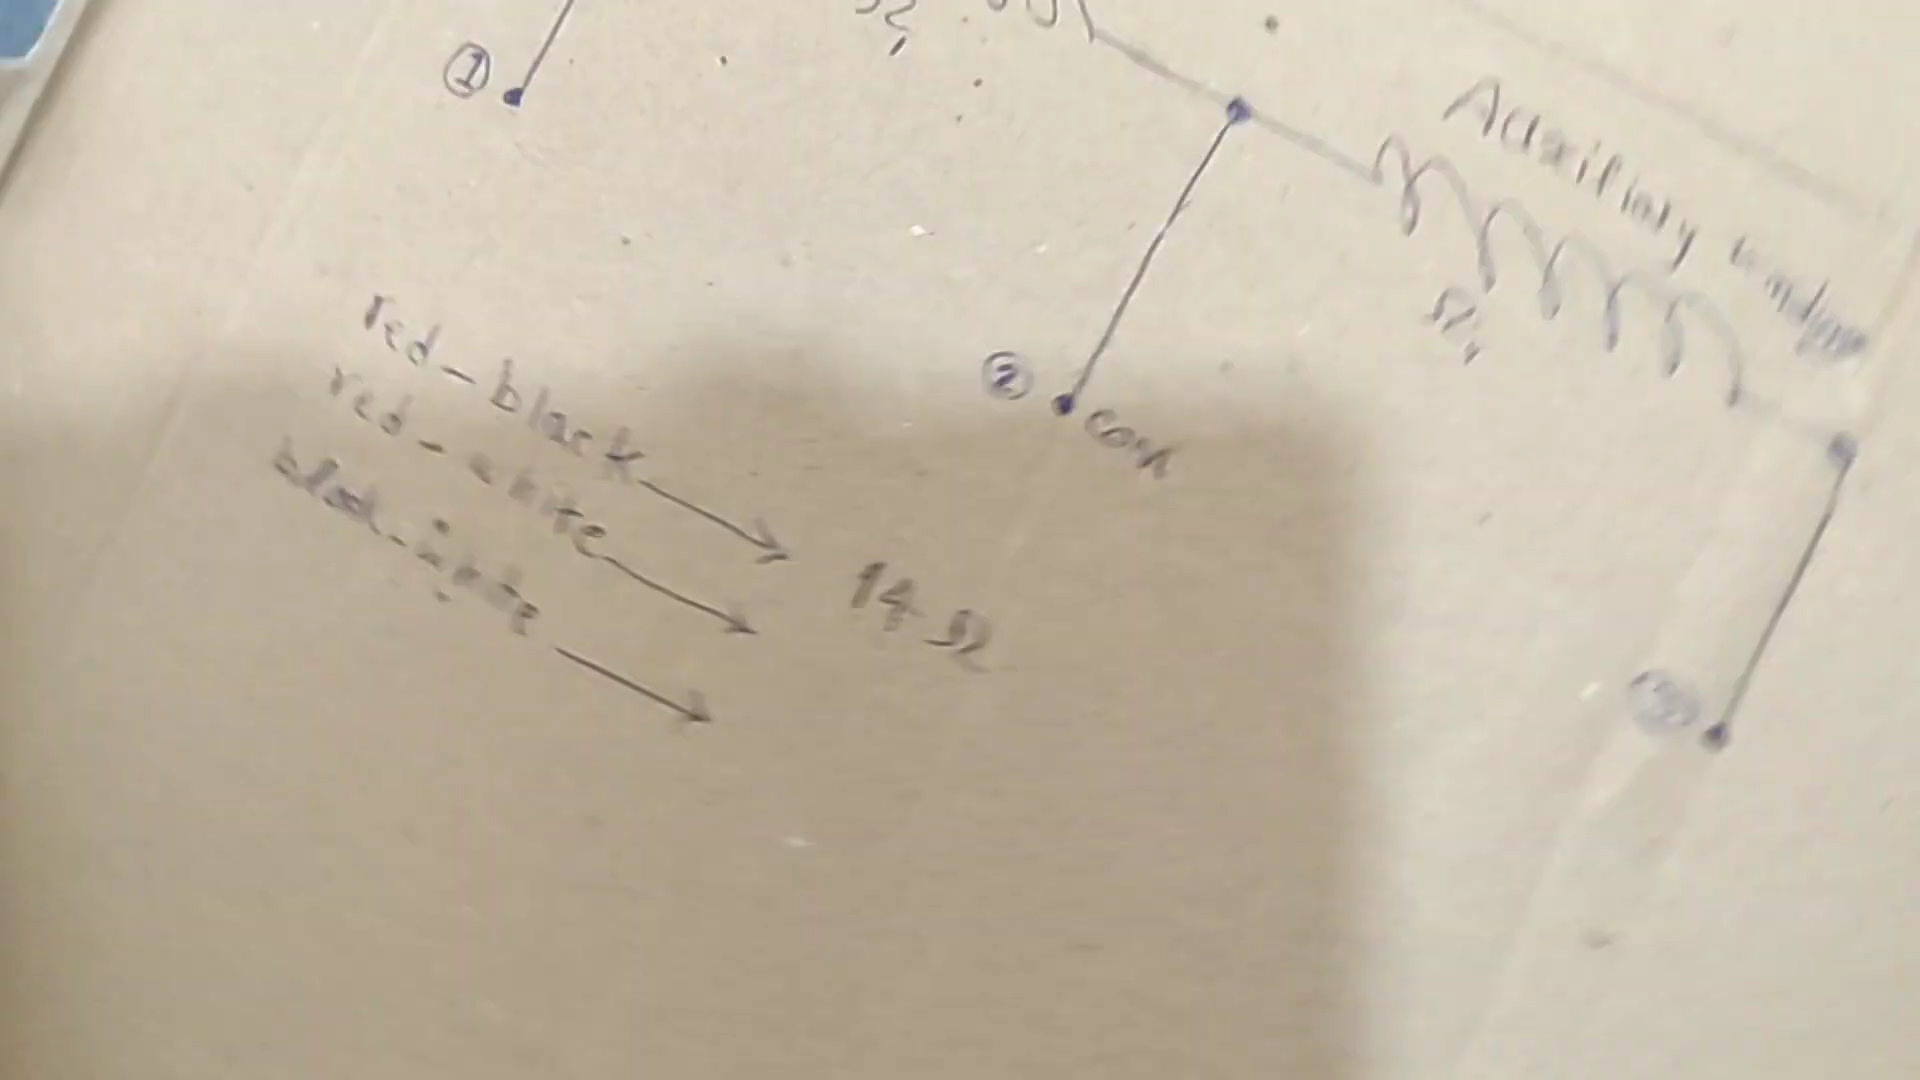 ①
Auxiliary winding
Ω,
②
com
red-black
red-white
black-white
14 Ω